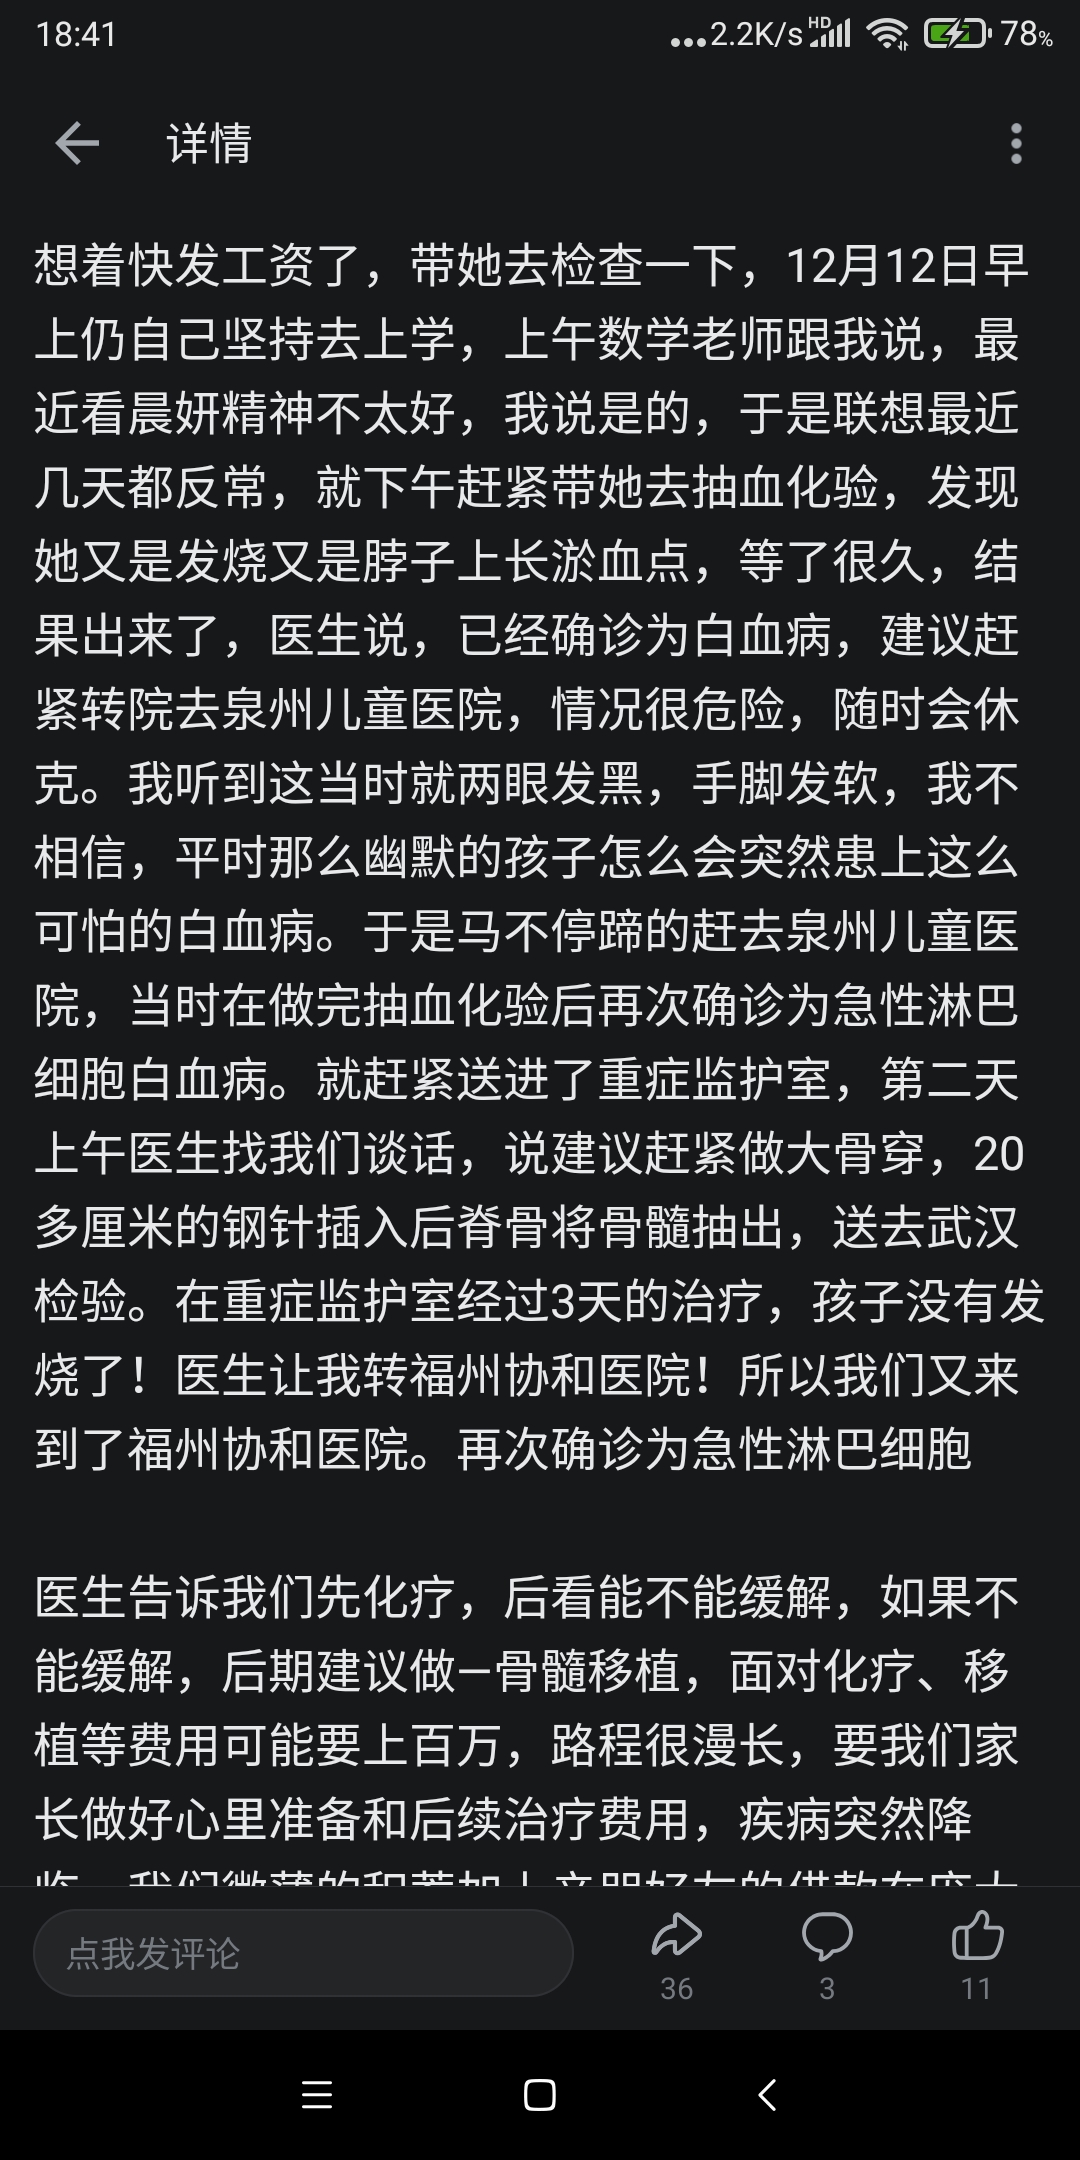 18:41
...2.2K/s HD 78%
详情
想着快发工资了，带她去检查一下，12月12日早
上仍自己坚持去上学，上午数学老师跟我说，最
近看晨妍精神不太好，我说是的，于是联想最近
几天都反常，就下午赶紧带她去抽血化验，发现
她又是发烧又是脖子上长淤血点，等了很久，结
果出来了，医生说，已经确诊为白血病，建议赶
紧转院去泉州儿童医院，情况很危险，随时会休
克。我听到这当时就两眼发黑，手脚发软，我不
相信，平时那么幽默的孩子怎么会突然患上这么
可怕的白血病。于是马不停蹄的赶去泉州儿童医
院，当时在做完抽血化验后再次确诊为急性淋巴
细胞白血病。就赶紧送进了重症监护室，第二天
上午医生找我们谈话，说建议赶紧做大骨穿，20
多厘米的钢针插入后脊骨将骨髓抽出，送去武汉
检验。在重症监护室经过3天的治疗，孩子没有发
烧了！医生让我转福州协和医院！所以我们又来
到了福州协和医院。再次确诊为急性淋巴细胞
医生告诉我们先化疗，后看能不能缓解，如果不
能缓解，后期建议做—骨髓移植，面对化疗、移
植等费用可能要上百万，路程很漫长，要我们家
长做好心里准备和后续治疗费用，疾病突然降
临，我们微薄的积蓄加上亲朋好友的借款在庞大
点我发评论
36
3
11